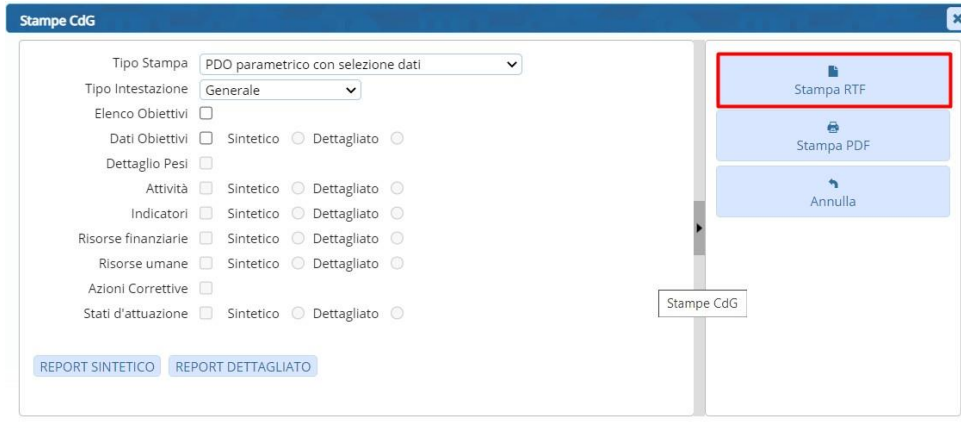 Stampe CdG
Tipo Stampa PDO parametrico con selezione dati
Tipo Intestazione Generale
Elenco Obiettivi
Dati Obiettivi Sintetico Dettagliato
Dettaglio Pesi
Attività Sintetico Dettagliato
Indicatori Sintetico Dettagliato
Risorse finanziarie Sintetico Dettagliato
Risorse umane Sintetico Dettagliato
Azioni Correttive
Stati d'attuazione Sintetico Dettagliato
REPORT SINTETICO REPORT DETTAGLIATO
Stampe CdG
Stampa RTF
Stampa PDF
Annulla